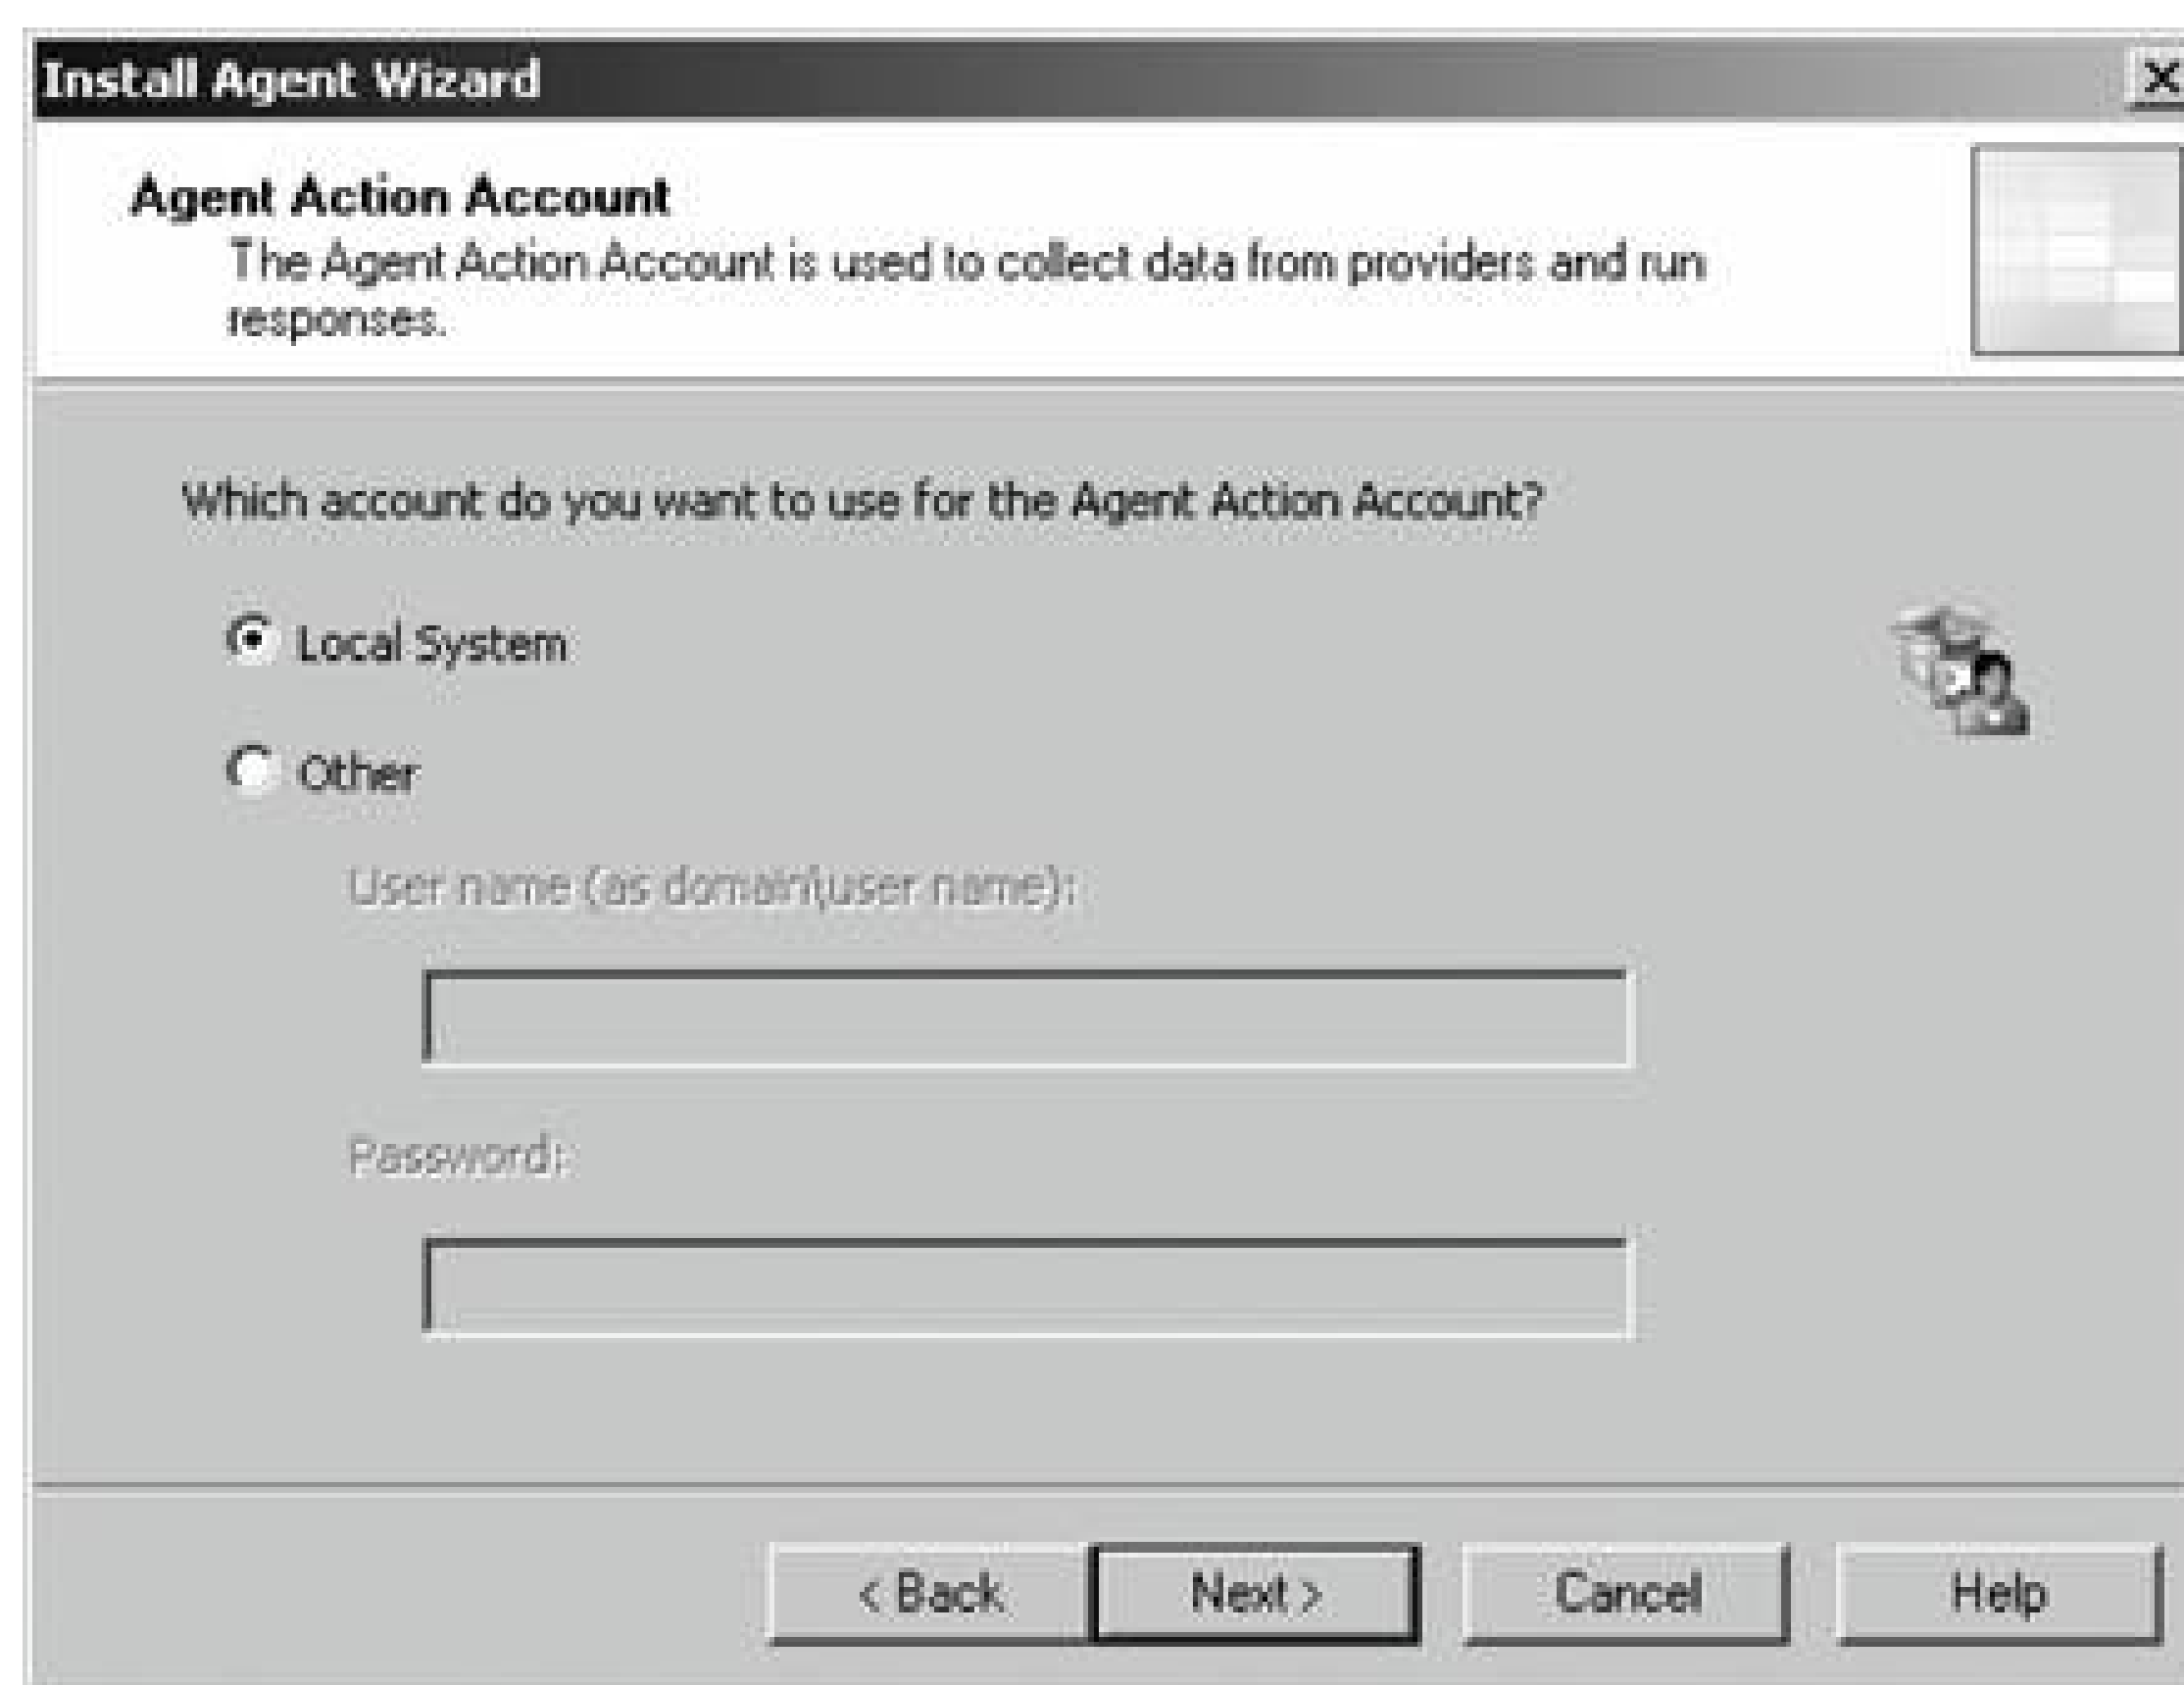 Install Agent Wizard
Agent Action Account
The Agent Action Account is used to collect data from providers and run
responses.
Which account do you want to use for the Agent Action Account?
Local System
Other
User name (as domain\user name):
Password:
< Back Next > Cancel Help